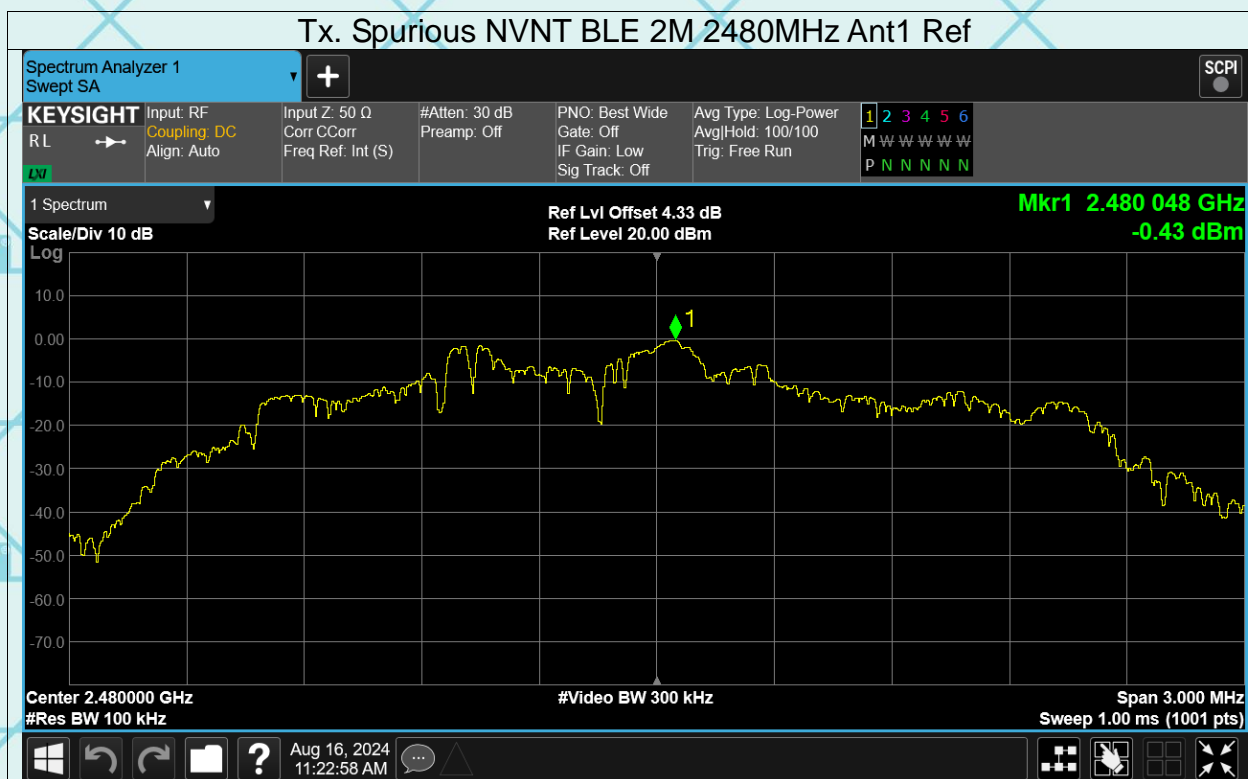 Tx. Spurious NVNT BLE 2M 2480MHz Ant1 Ref
Spectrum Analyzer 1
Swept SA
SCPI
KEYSIGHT
RL
LXI
Input: RF
Coupling: DC
Align: Auto
Input Z: 50 Ω
Corr CCorr
Freq Ref: Int (S)
#Atten: 30 dB
Preamp: Off
PNO: Best Wide
Gate: Off
IF Gain: Low
Sig Track: Off
Avg Type: Log-Power
Avg|Hold: 100/100
Trig: Free Run
1 2 3 4 5 6
M W W W W W
P N N N N N
1 Spectrum
Scale/Div 10 dB
Ref Lvl Offset 4.33 dB
Ref Level 20.00 dBm
Mkr1 2.480 048 GHz
-0.43 dBm
Log
10.0
0.00
-10.0
-20.0
-30.0
-40.0
-50.0
-60.0
-70.0
1
Center 2.480000 GHz
#Res BW 100 kHz
#Video BW 300 kHz
Span 3.000 MHz
Sweep 1.00 ms (1001 pts)
?
Aug 16, 2024
11:22:58 AM